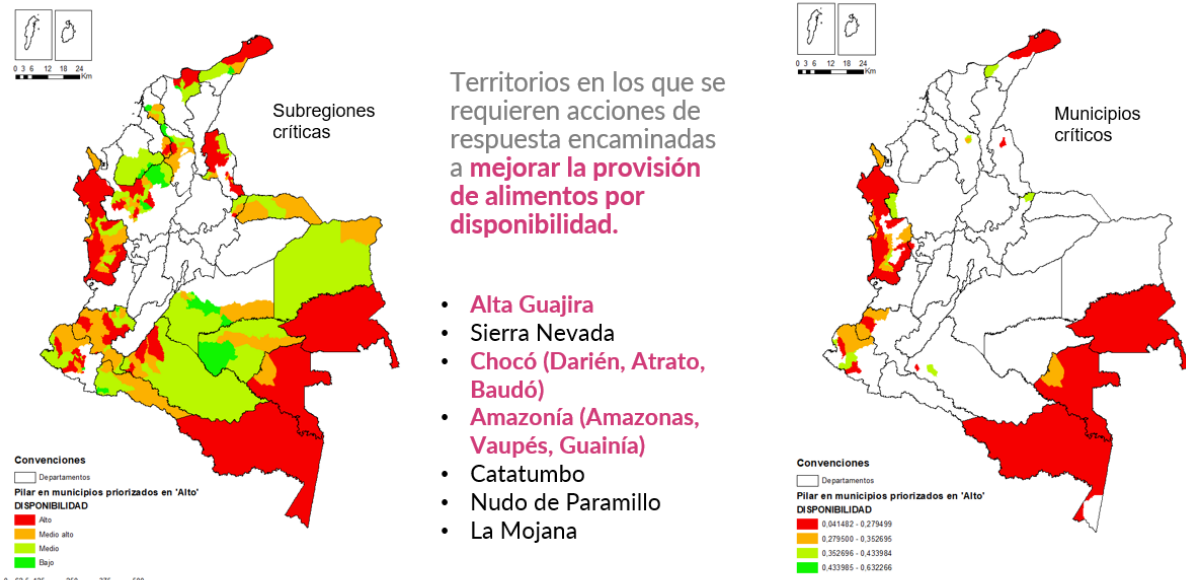 0 3 6 12 18 24
Km
Subregiones
críticas
Convenciones
Departamentos
Pilar en municipios priorizados en 'Alto'
DISPONIBILIDAD
Alto
Medio alto
Medio
Bajo
Territorios en los que se
requieren acciones de
respuesta encaminadas
a mejorar la provisión
de alimentos por
disponibilidad.
• Alta Guajira
• Sierra Nevada
• Chocó (Darién, Atrato,
Baudó)
• Amazonía (Amazonas,
Vaupés, Guainía)
• Catatumbo
• Nudo de Paramillo
• La Mojana
0 3 6 12 18 24
Km
Municipios
críticos
Convenciones
Departamentos
Pilar en municipios priorizados en 'Alto'
DISPONIBILIDAD
0,041482 - 0,279499
0,279500 - 0,352695
0,352696 - 0,433984
0,433985 - 0,632266